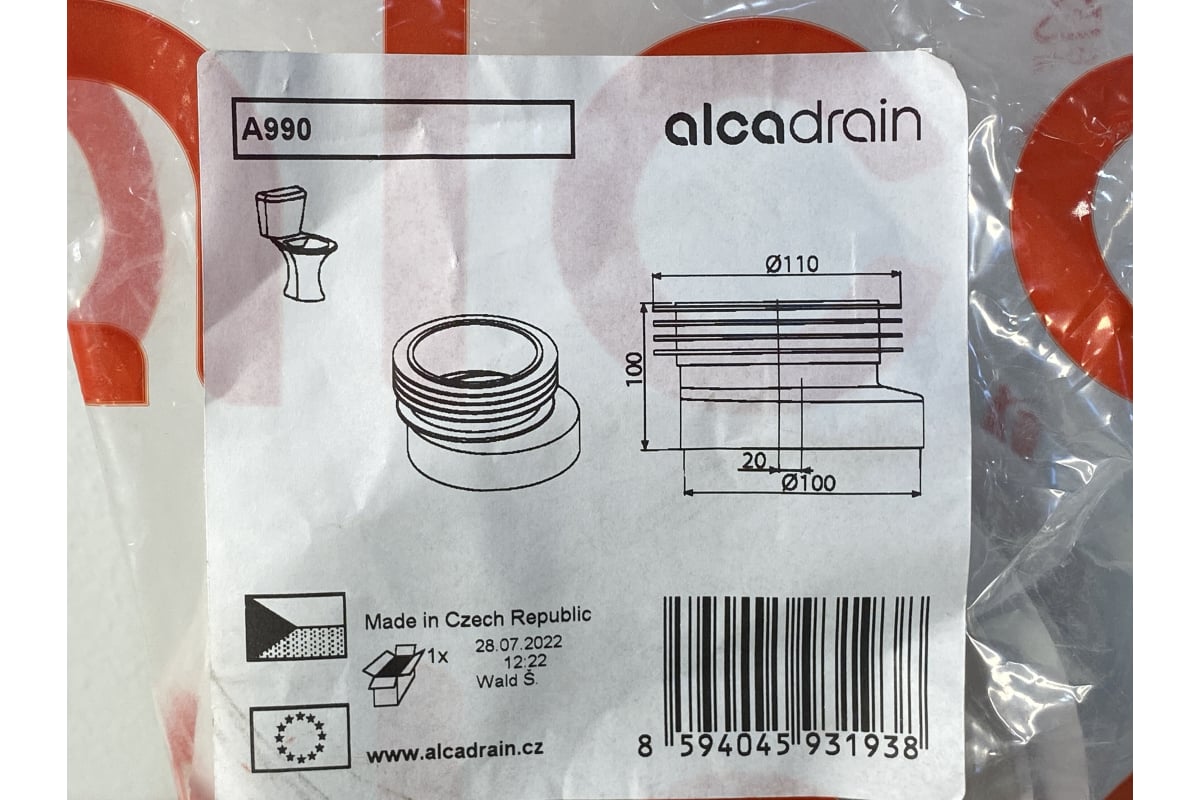 A990
alcadrain
Ø110
100
20
Ø100
Made in Czech Republic
1x
28.07.2022
12:22
Wald Š.
www.alcadrain.cz
8 594045 931938